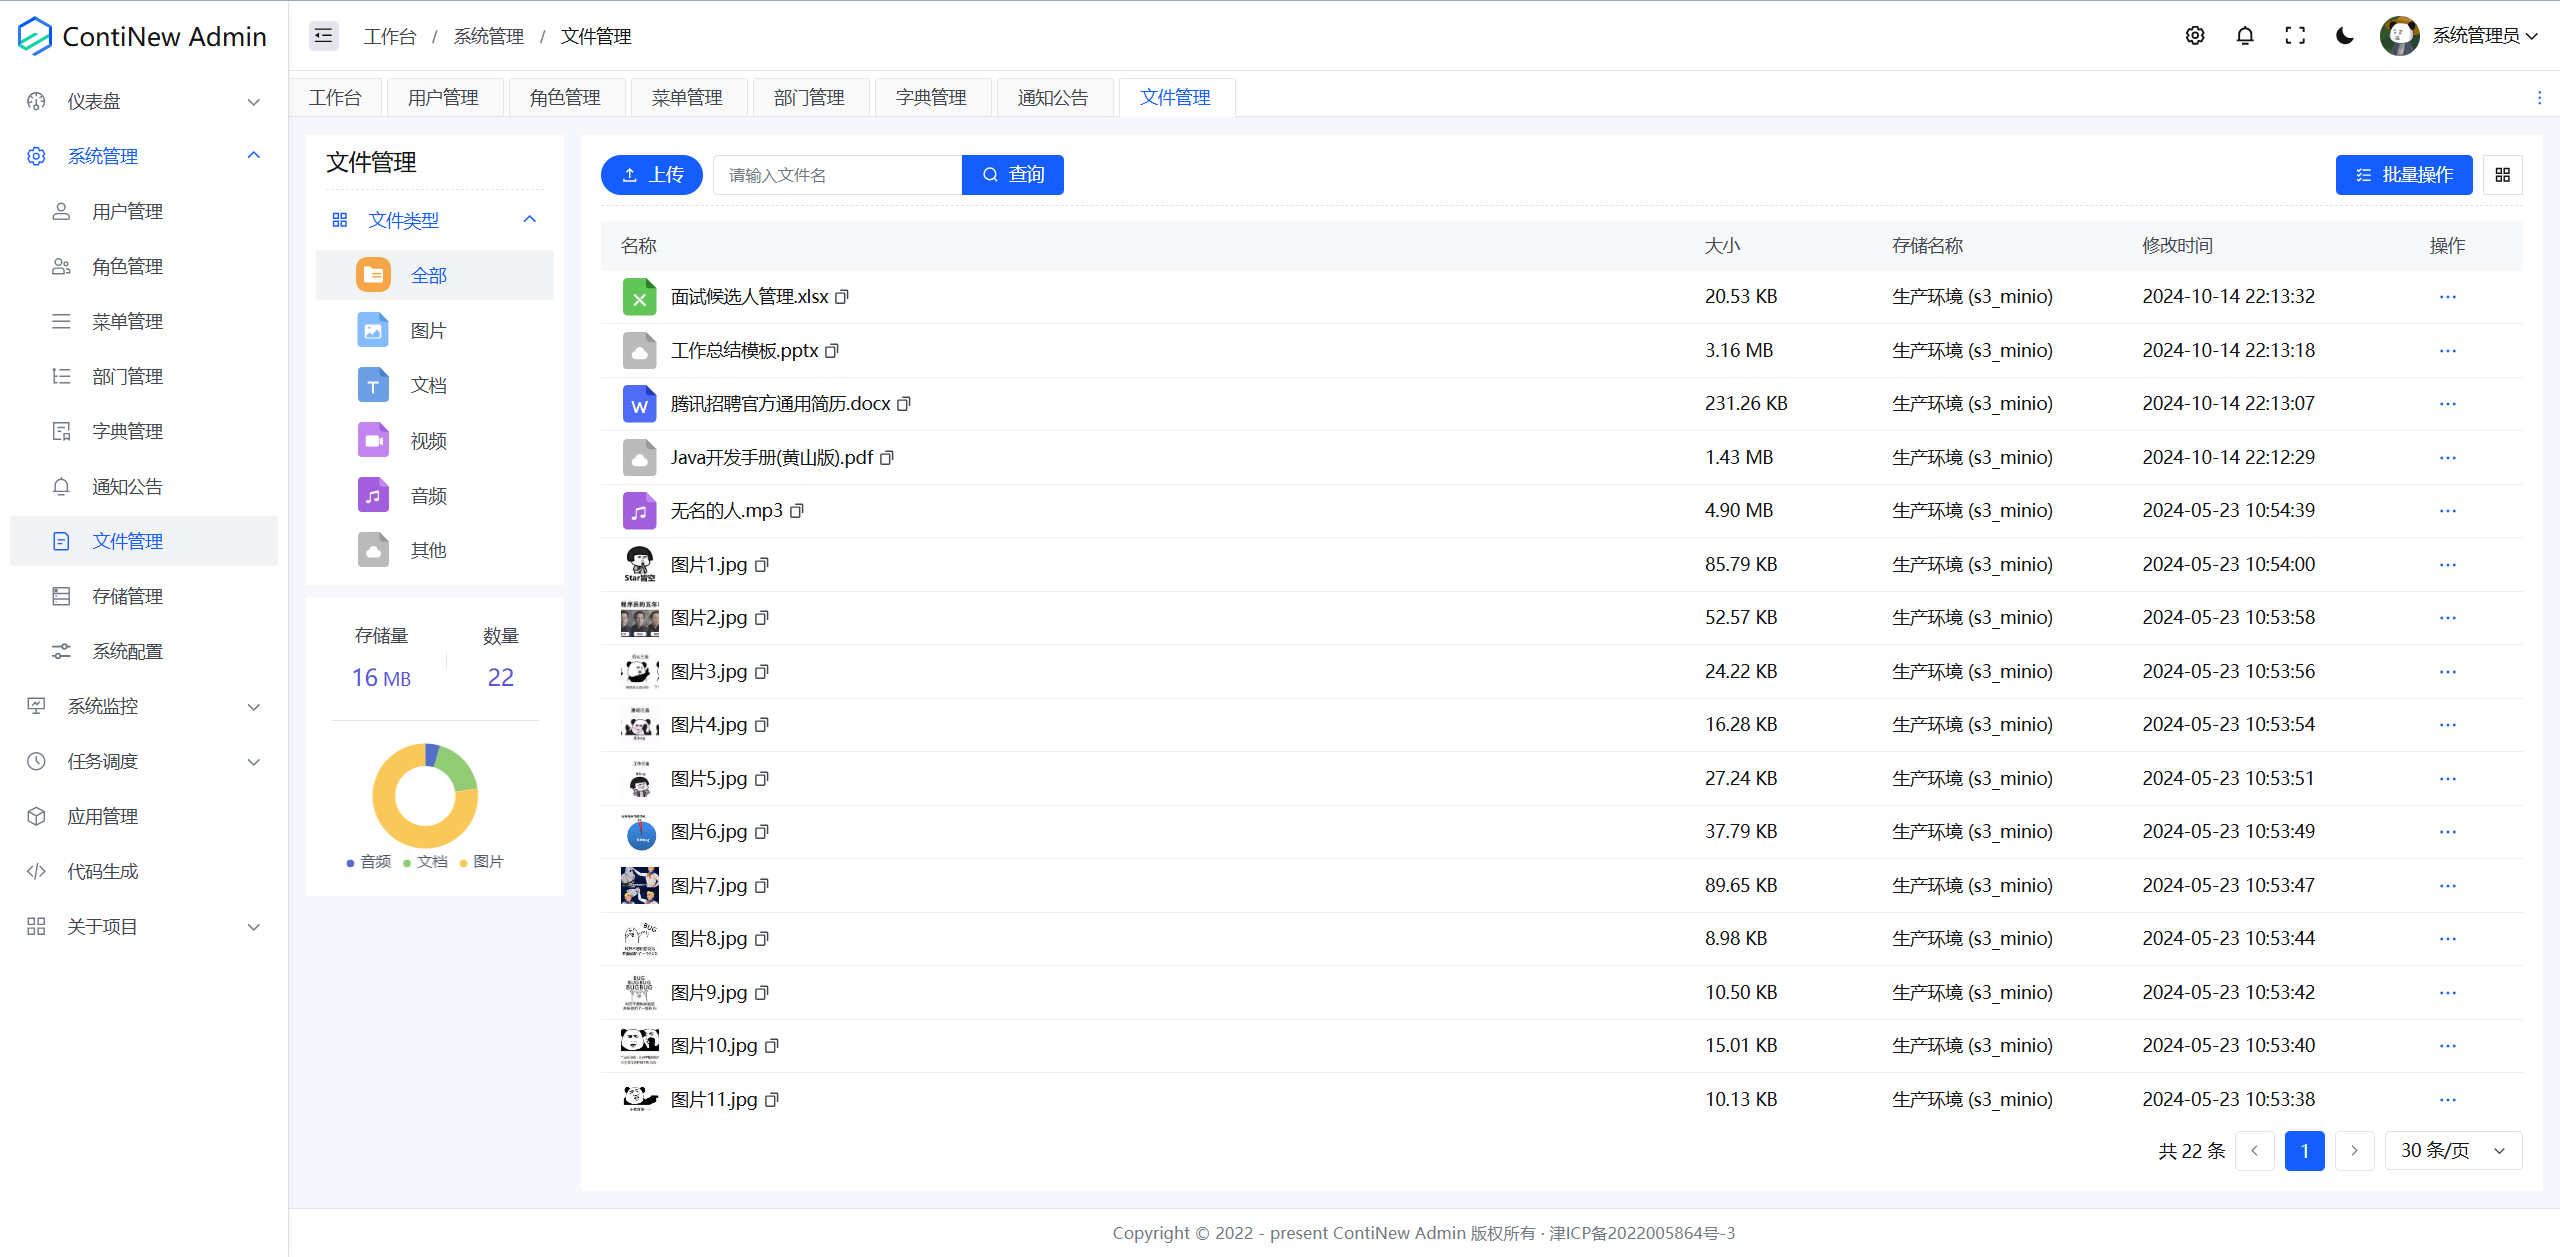 ContiNew Admin
工作台 / 系统管理 / 文件管理
系统管理员
仪表盘
系统管理
用户管理
角色管理
菜单管理
部门管理
字典管理
通知公告
文件管理
存储管理
系统配置
系统监控
任务调度
应用管理
代码生成
关于项目
工作台 用户管理 角色管理 菜单管理 部门管理 字典管理 通知公告 文件管理
文件管理
文件类型
全部
图片
文档
视频
音频
其他
存储量 数量
16 MB 22
音频 文档 图片
上传 请输入文件名 查询 批量操作
名称 大小 存储名称 修改时间 操作
面试候选人管理.xlsx 20.53 KB 生产环境 (s3_minio) 2024-10-14 22:13:32
工作总结模板.pptx 3.16 MB 生产环境 (s3_minio) 2024-10-14 22:13:18
腾讯招聘官方通用简历.docx 231.26 KB 生产环境 (s3_minio) 2024-10-14 22:13:07
Java开发手册(黄山版).pdf 1.43 MB 生产环境 (s3_minio) 2024-10-14 22:12:29
无名的人.mp3 4.90 MB 生产环境 (s3_minio) 2024-05-23 10:54:39
Star皆空
图片1.jpg 85.79 KB 生产环境 (s3_minio) 2024-05-23 10:54:00
图片2.jpg 52.57 KB 生产环境 (s3_minio) 2024-05-23 10:53:58
图片3.jpg 24.22 KB 生产环境 (s3_minio) 2024-05-23 10:53:56
图片4.jpg 16.28 KB 生产环境 (s3_minio) 2024-05-23 10:53:54
图片5.jpg 27.24 KB 生产环境 (s3_minio) 2024-05-23 10:53:51
图片6.jpg 37.79 KB 生产环境 (s3_minio) 2024-05-23 10:53:49
图片7.jpg 89.65 KB 生产环境 (s3_minio) 2024-05-23 10:53:47
图片8.jpg 8.98 KB 生产环境 (s3_minio) 2024-05-23 10:53:44
图片9.jpg 10.50 KB 生产环境 (s3_minio) 2024-05-23 10:53:42
图片10.jpg 15.01 KB 生产环境 (s3_minio) 2024-05-23 10:53:40
图片11.jpg 10.13 KB 生产环境 (s3_minio) 2024-05-23 10:53:38
共 22 条 1 30 条/页
Copyright © 2022 - present ContiNew Admin 版权所有 · 津ICP备2022005864号-3